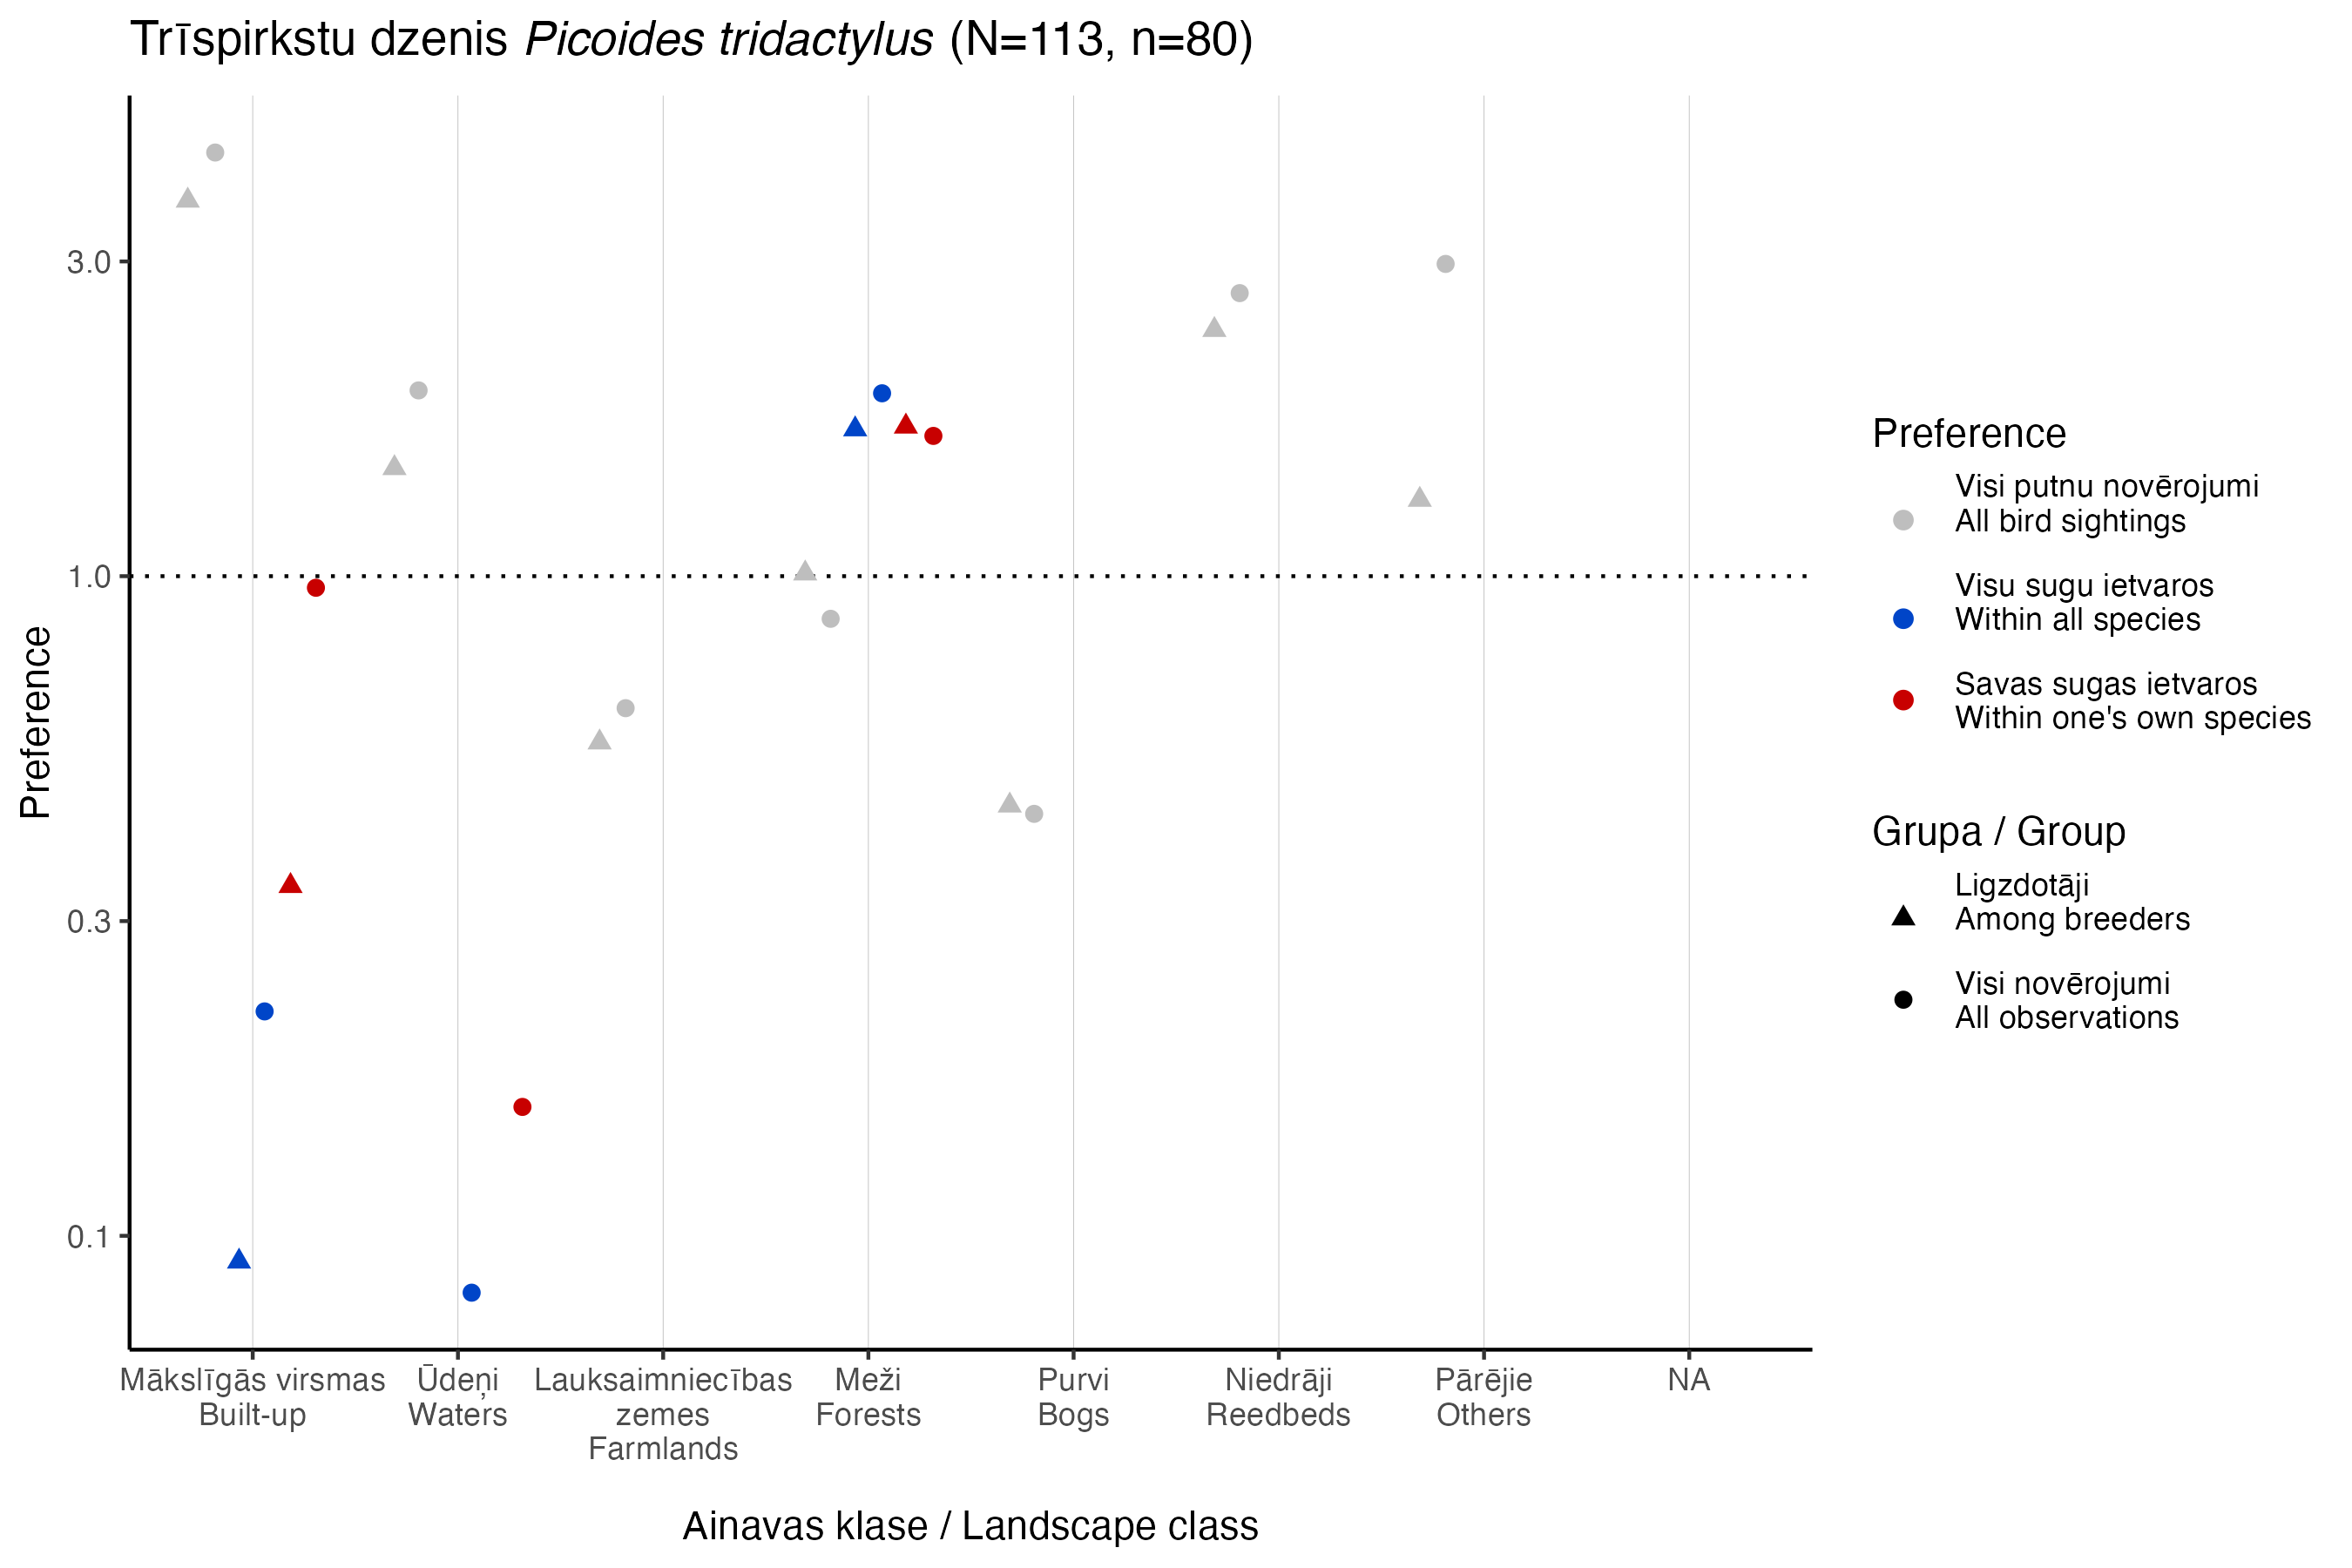 Trīspirkstu dzenis Picoides tridactylus (N=113, n=80)
Preference
3.0
1.0
0.3
0.1
Mākslīgās virsmas
Built-up
Ūdeņi
Waters
Lauksaimniecības
zemes
Farmlands
Meži
Forests
Purvi
Bogs
Niedrāji
Reedbeds
Pārējie
Others
NA
Ainavas klase / Landscape class
Preference
Visi putnu novērojumi
All bird sightings
Visu sugu ietvaros
Within all species
Savas sugas ietvaros
Within one's own species
Grupa / Group
Ligzdotāji
Among breeders
Visi novērojumi
All observations